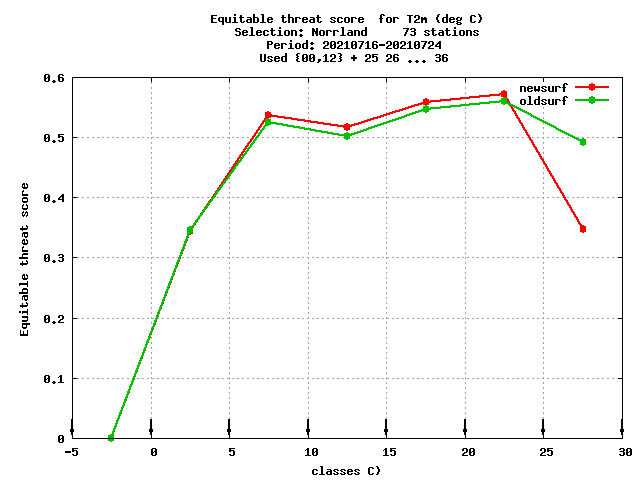 Equitable threat score  for T2m (deg C)
Selection: Norrland     73 stations
Period: 20210716-20210724
Used {00,12} + 25 26 ... 36
newsurf
oldsurf
0.6
0.5
0.4
0.3
0.2
0.1
0
Equitable threat score
-5 0 5 10 15 20 25 30
classes C)